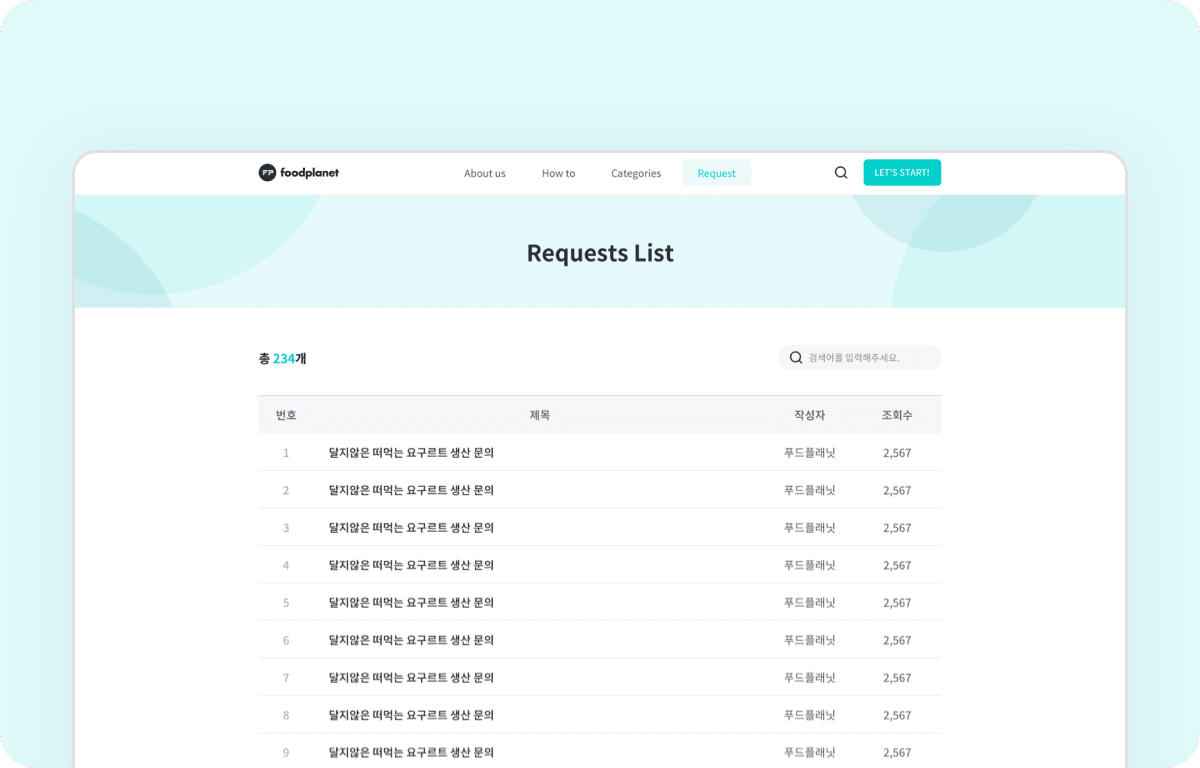 FP foodplanet About us How to Categories Request LET'S START!
Requests List
총 234개 검색어를 입력해주세요.
번호 제목 작성자 조회수
1 달지않은 떠먹는 요구르트 생산 문의 푸드플래닛 2,567
2 달지않은 떠먹는 요구르트 생산 문의 푸드플래닛 2,567
3 달지않은 떠먹는 요구르트 생산 문의 푸드플래닛 2,567
4 달지않은 떠먹는 요구르트 생산 문의 푸드플래닛 2,567
5 달지않은 떠먹는 요구르트 생산 문의 푸드플래닛 2,567
6 달지않은 떠먹는 요구르트 생산 문의 푸드플래닛 2,567
7 달지않은 떠먹는 요구르트 생산 문의 푸드플래닛 2,567
8 달지않은 떠먹는 요구르트 생산 문의 푸드플래닛 2,567
9 달지않은 떠먹는 요구르트 생산 문의 푸드플래닛 2,567